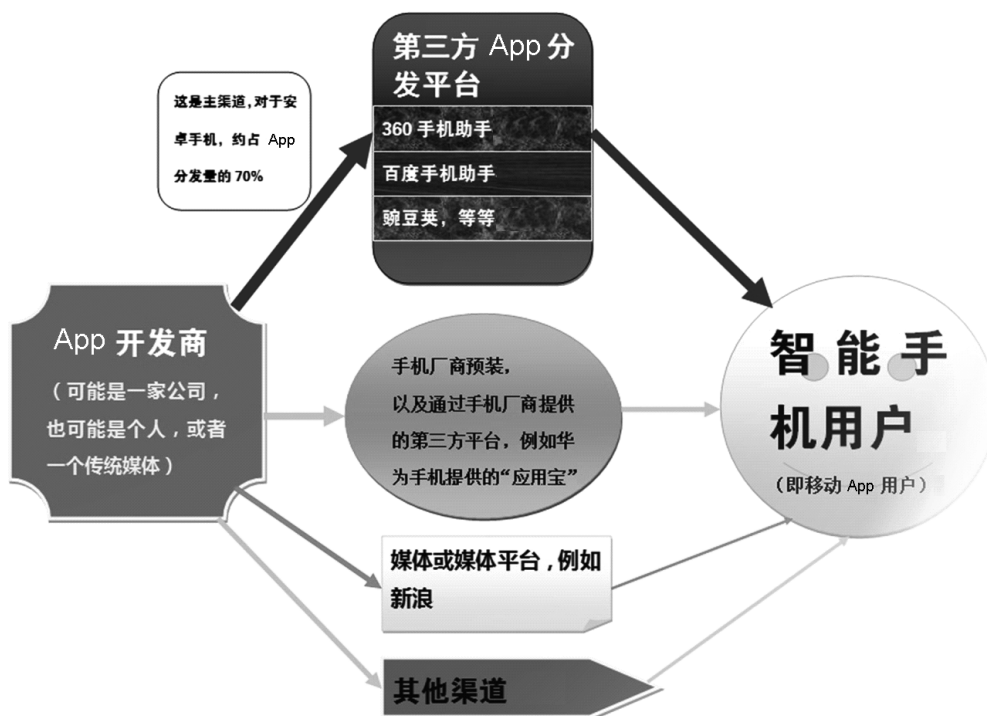 第三方 App 分
发平台
360 手机助手
百度手机助手
豌豆荚，等等
这是主渠道，对于安
卓手机，约占 App
分发量的 70%
App 开发商
（可能是一家公司，
也可能是个人，或者
一个传统媒体）
手机厂商预装，
以及通过手机厂商提供
的第三方平台，例如华
为手机提供的“应用宝”
智能手
机用户
（即移动 App 用户）
媒体或媒体平台，例如
新浪
其他渠道